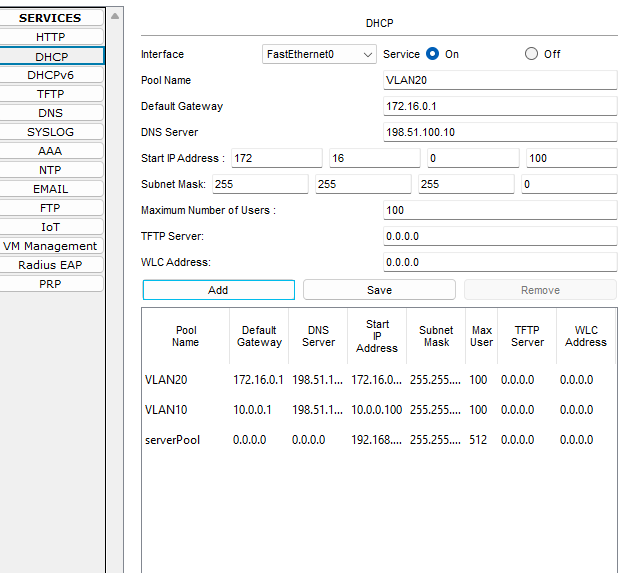 SERVICES
HTTP
DHCP
DHCPv6
TFTP
DNS
SYSLOG
AAA
NTP
EMAIL
FTP
IoT
VM Management
Radius EAP
PRP
DHCP
Interface FastEthernet0 Service On Off
Pool Name VLAN20
Default Gateway 172.16.0.1
DNS Server 198.51.100.10
Start IP Address : 172 16 0 100
Subnet Mask: 255 255 255 0
Maximum Number of Users : 100
TFTP Server: 0.0.0.0
WLC Address: 0.0.0.0
Add Save Remove
Pool Name Default Gateway DNS Server Start IP Address Subnet Mask Max User TFTP Server WLC Address
VLAN20 172.16.0.1 198.51.1... 172.16.0... 255.255.... 100 0.0.0.0 0.0.0.0
VLAN10 10.0.0.1 198.51.1... 10.0.0.100 255.255.... 100 0.0.0.0 0.0.0.0
serverPool 0.0.0.0 0.0.0.0 192.168.... 255.255.... 512 0.0.0.0 0.0.0.0